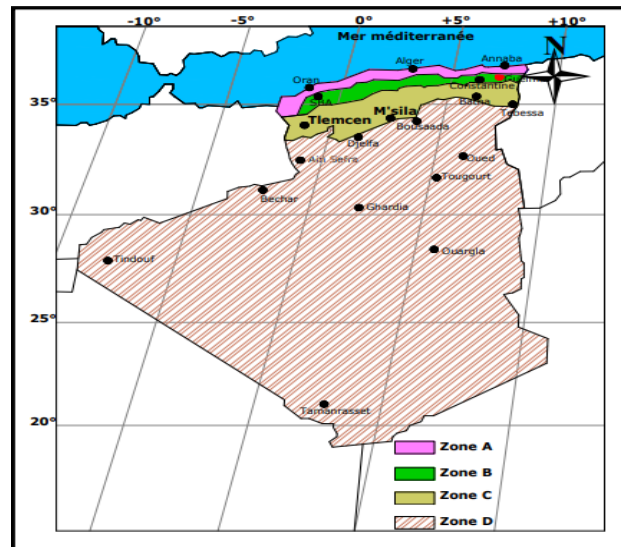 -10° -5° 0° +5° +10°
Mer méditerranée
N
Alger Annaba
Oran Constantine
SBA Batna
35° Tebessa
Tlemcen M'sila
Bousaada
Djelfa
Ain Sefra Oued
Tougourt
Bechar
30° Ghardia
Ouargla
Tindouf
25°
Tamanrasset
20°
Zone A
Zone B
Zone C
Zone D